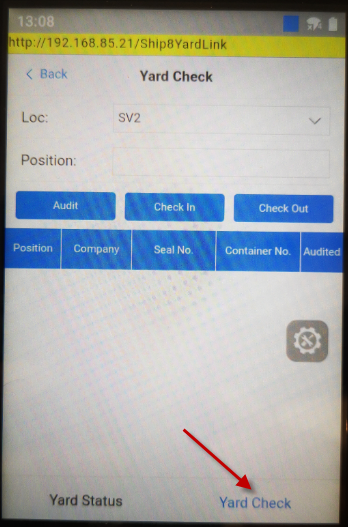 13:08
http://192.168.85.21/Ship8YardLink
Back Yard Check
Loc: SV2
Position:
Audit Check In Check Out
Position Company Seal No. Container No. Audited
Yard Status Yard Check